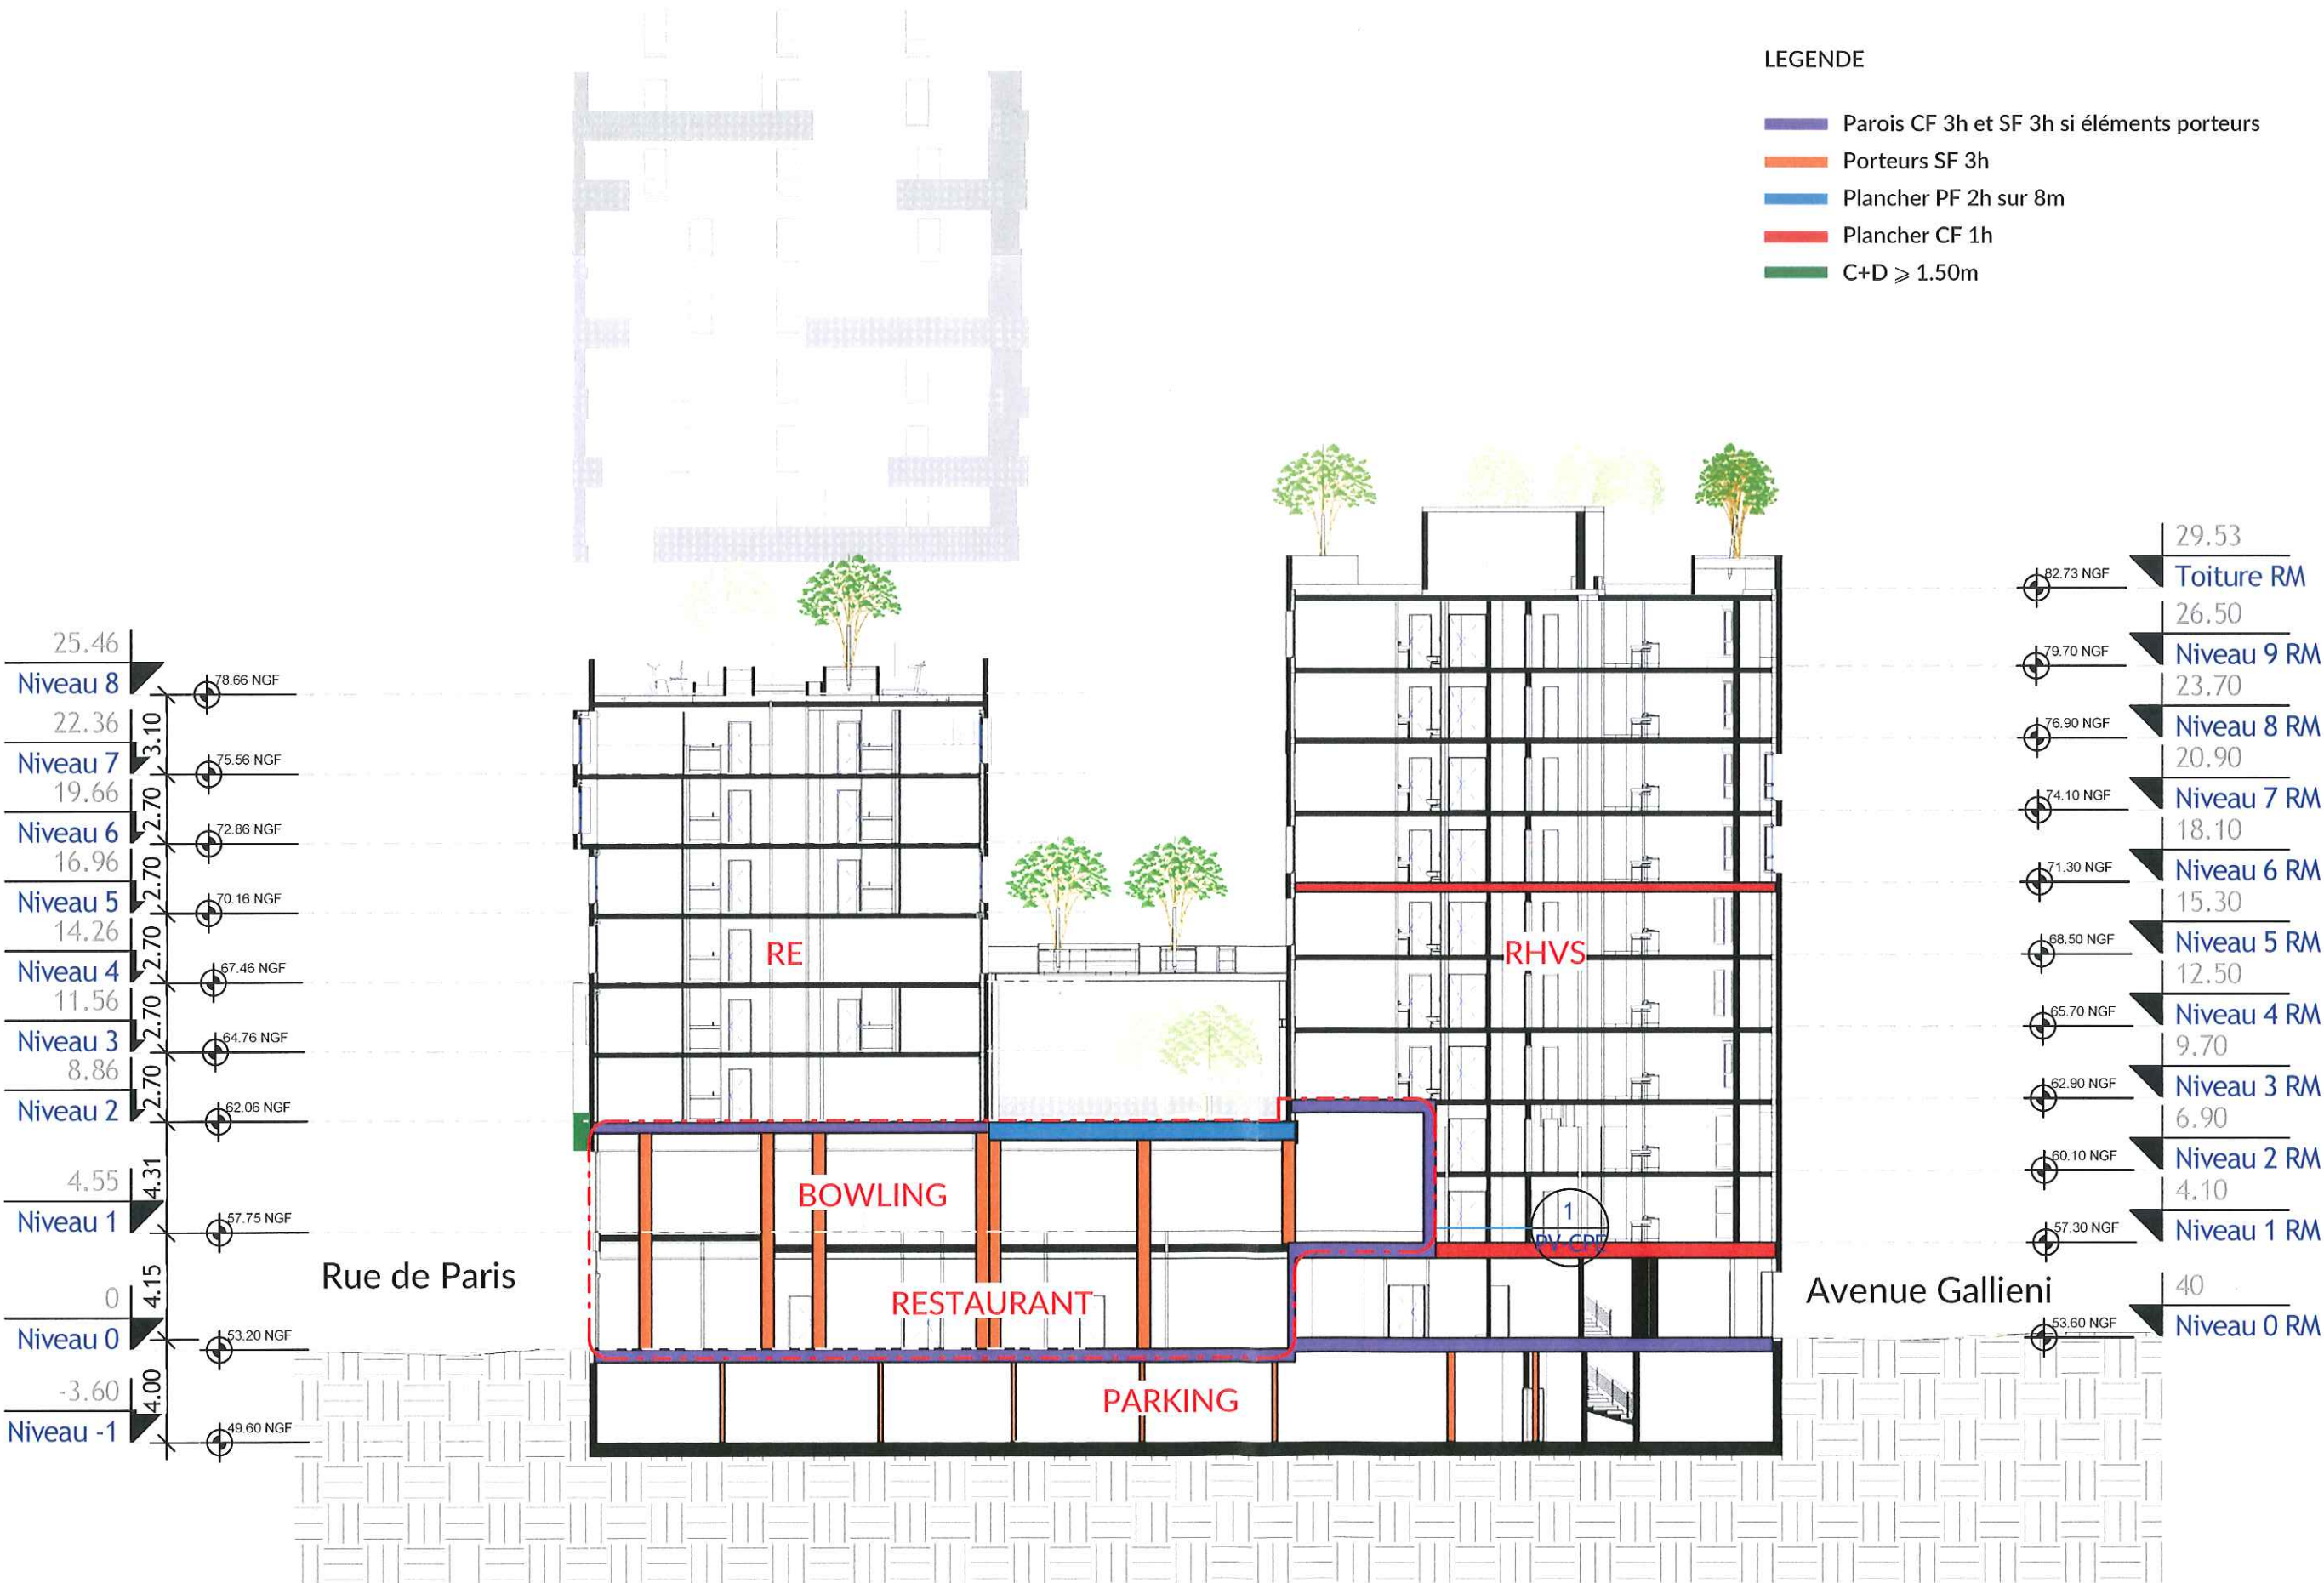 LEGENDE
Parois CF 3h et SF 3h si éléments porteurs
Porteurs SF 3h
Plancher PF 2h sur 8m
Plancher CF 1h
C+D ⩾ 1.50m
25.46
Niveau 8
78.66 NGF
3.10
22.36
Niveau 7
75.56 NGF
2.70
19.66
Niveau 6
72.86 NGF
2.70
16.96
Niveau 5
70.16 NGF
2.70
14.26
Niveau 4
67.46 NGF
2.70
11.56
Niveau 3
64.76 NGF
2.70
8.86
Niveau 2
62.06 NGF
4.31
4.55
Niveau 1
57.75 NGF
4.15
0
Niveau 0
53.20 NGF
4.00
-3.60
Niveau -1
49.60 NGF
Rue de Paris
RE
RHVS
BOWLING
RESTAURANT
PARKING
1
PV-CPE
Avenue Gallieni
29.53
Toiture RM
82.73 NGF
26.50
Niveau 9 RM
79.70 NGF
23.70
Niveau 8 RM
76.90 NGF
20.90
Niveau 7 RM
74.10 NGF
18.10
Niveau 6 RM
71.30 NGF
15.30
Niveau 5 RM
68.50 NGF
12.50
Niveau 4 RM
65.70 NGF
9.70
Niveau 3 RM
62.90 NGF
6.90
Niveau 2 RM
60.10 NGF
4.10
Niveau 1 RM
57.30 NGF
40
Niveau 0 RM
53.60 NGF